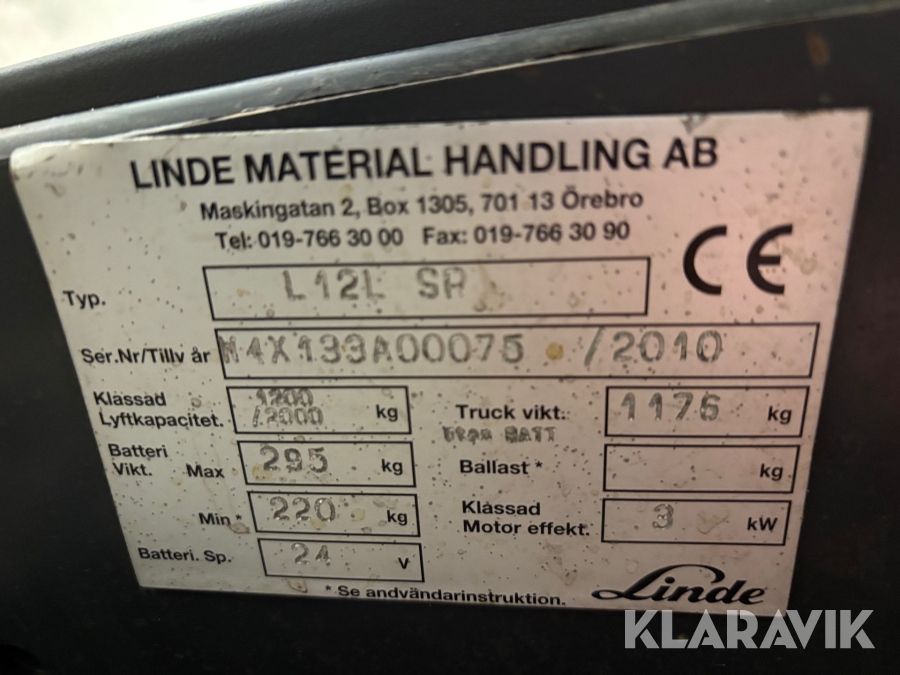 LINDE MATERIAL HANDLING AB
Maskingatan 2, Box 1305, 701 13 Örebro
Tel: 019-766 30 00 Fax: 019-766 30 90
CE
Typ. L12L SP
Ser.Nr/Tillv år M4X133A00075 /2010
Klassad Lyftkapacitet. 1200 /2000 kg
Truck vikt. 1176 kg
Utan BATT
Batteri Vikt. Max 295 kg
Ballast * kg
Min * 220 kg
Klassad Motor effekt. 3 kW
Batteri. Sp. 24 V
* Se andvändarinstruktion.
Linde
KLARAVIK